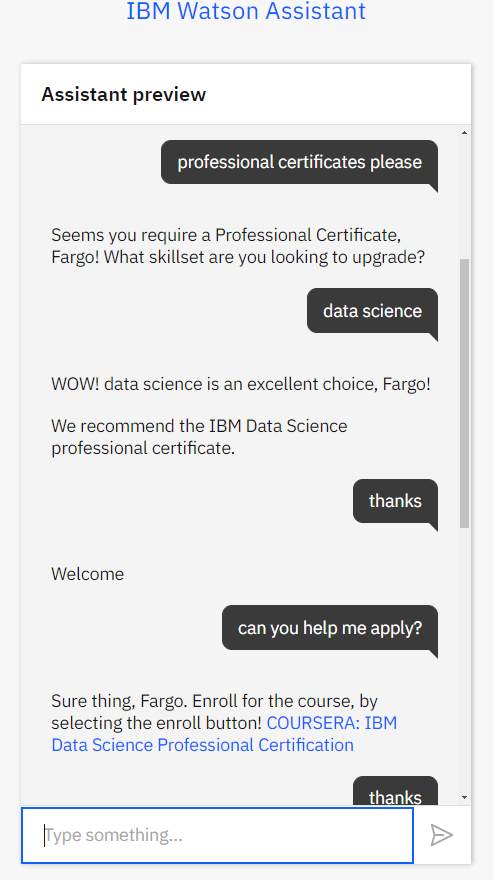 IBM Watson Assistant
Assistant preview
professional certificates please
Seems you require a Professional Certificate,
Fargo! What skillset are you looking to upgrade?
data science
WOW! data science is an excellent choice, Fargo!
We recommend the IBM Data Science
professional certificate.
thanks
Welcome
can you help me apply?
Sure thing, Fargo. Enroll for the course, by
selecting the enroll button! COURSERA: IBM
Data Science Professional Certification
thanks
Type something...